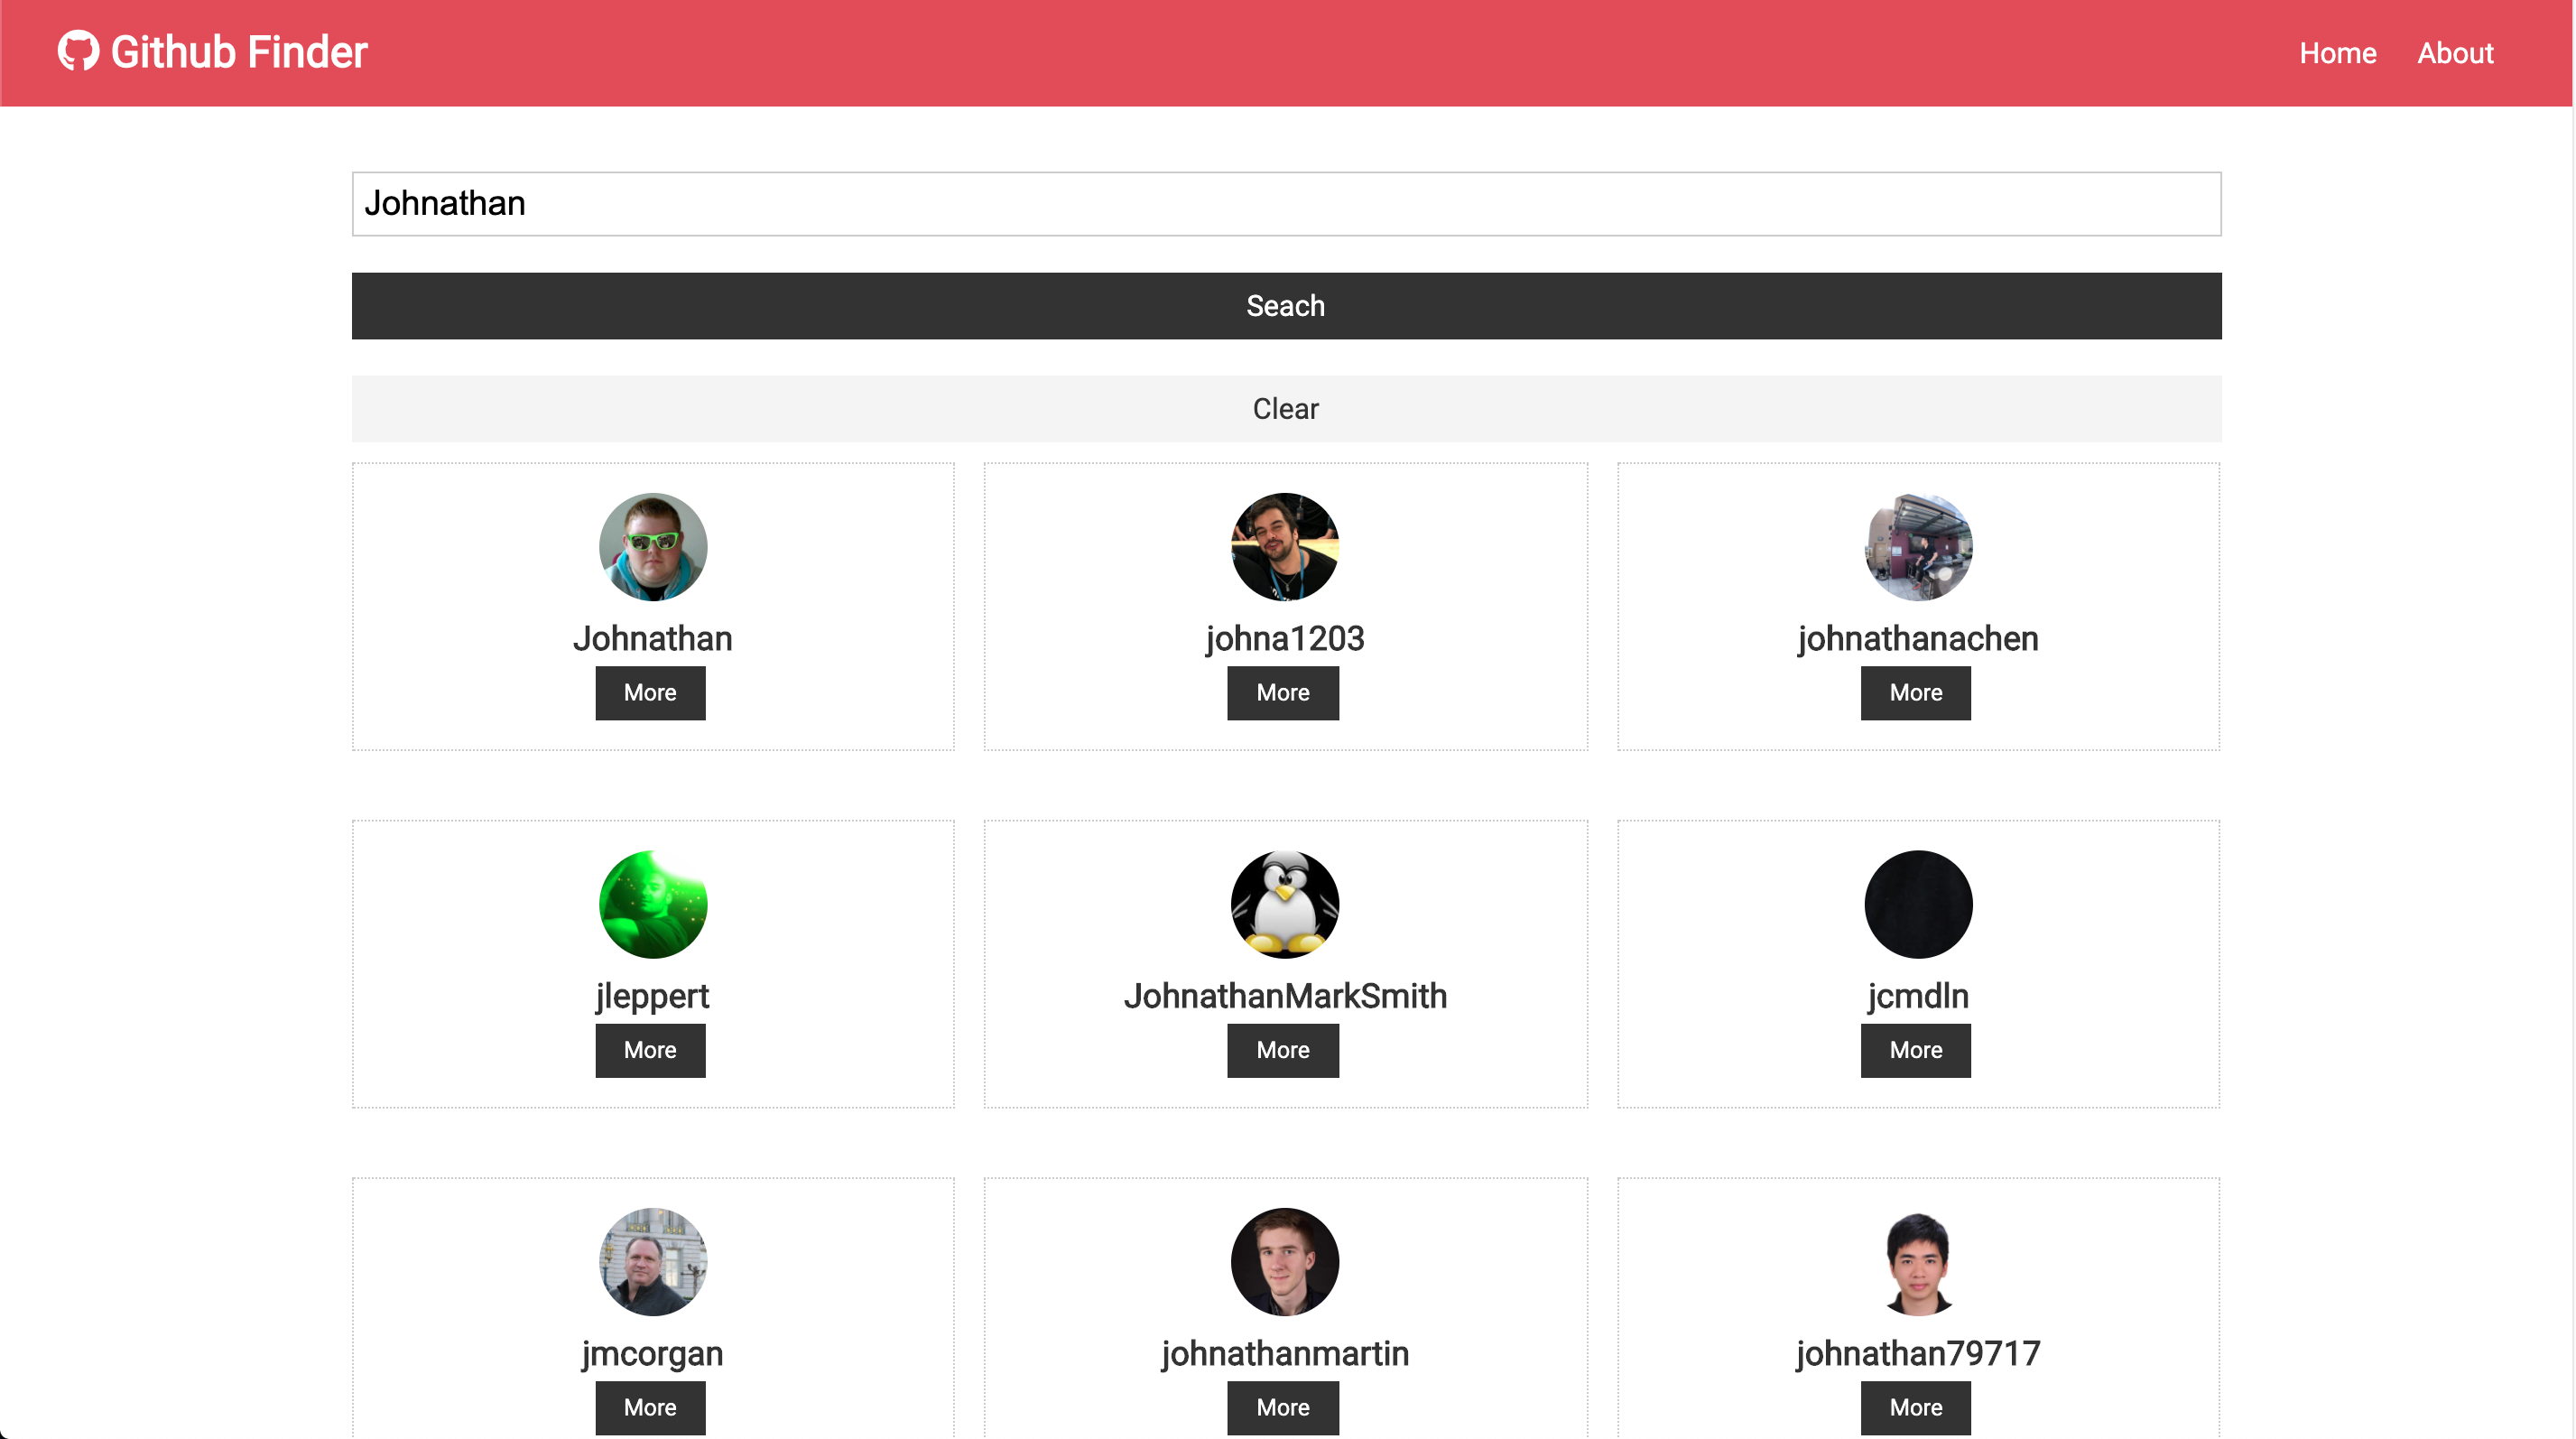 Github Finder Home About
Johnathan
Seach
Clear
Johnathan johna1203 johnathanachen
More More More
jleppert JohnathanMarkSmith jcmdln
More More More
jmcorgan johnathanmartin johnathan79717
More More More